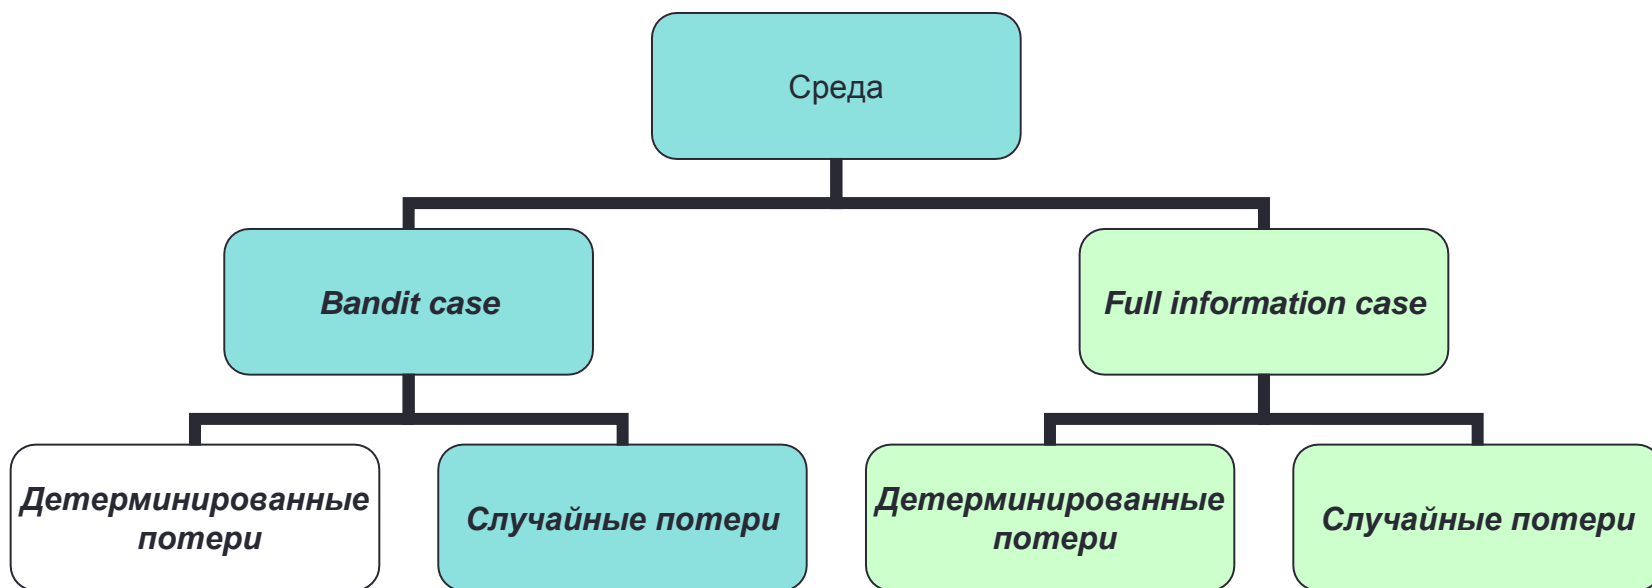 Среда
Bandit case
Full information case
Детерминированные
потери
Случайные потери
Детерминированные
потери
Случайные потери